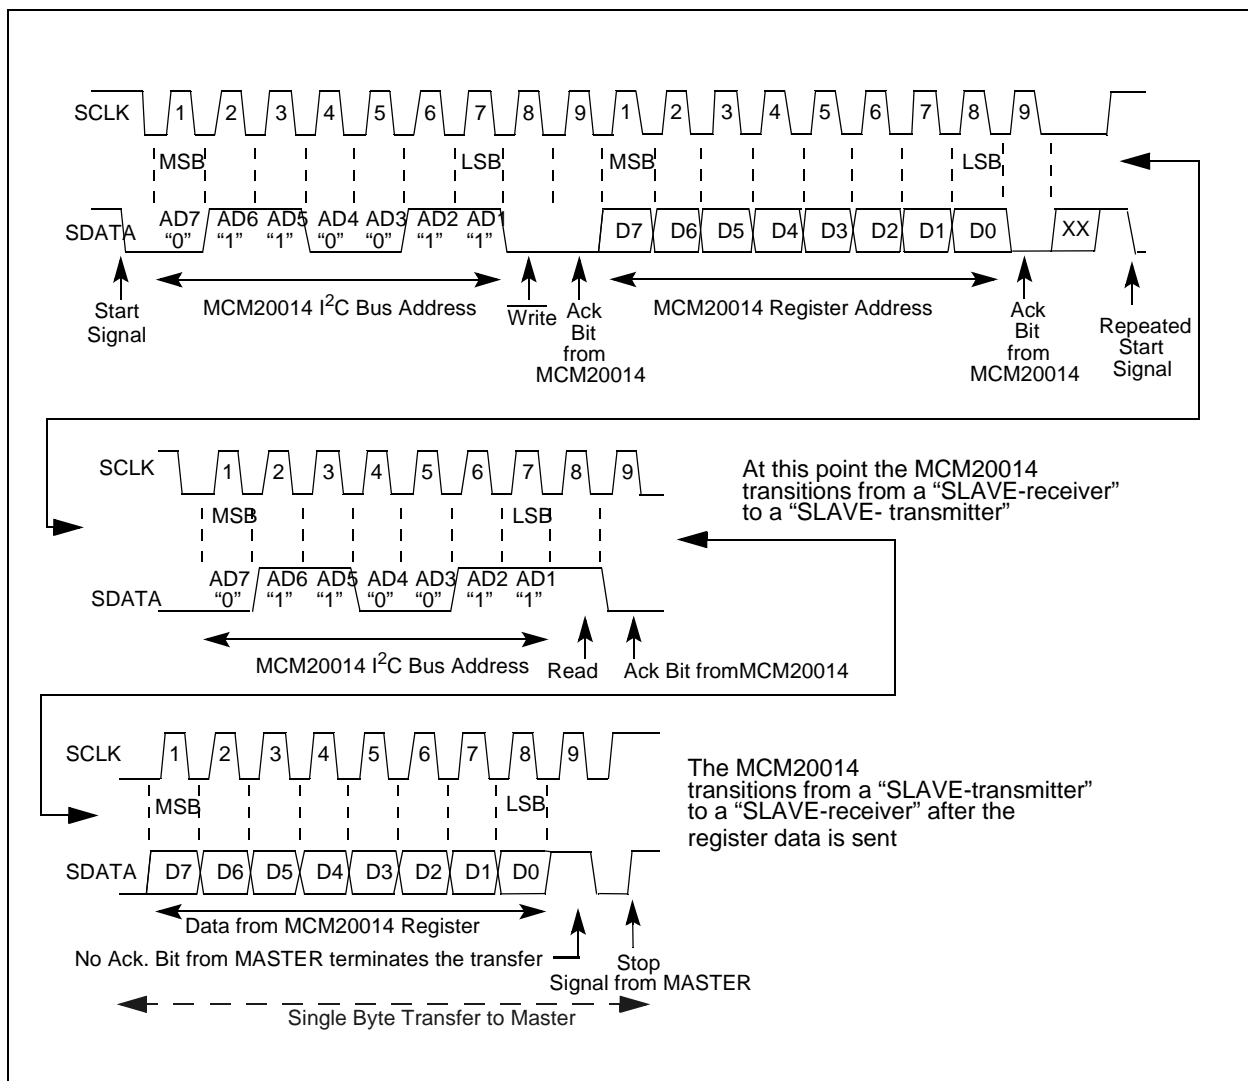 SCLK 1 2 3 4 5 6 7 8 9 1 2 3 4 5 6 7 8 9
MSB LSB MSB LSB
AD7 AD6 AD5 AD4 AD3 AD2 AD1
SDATA "0" "1" "1" "0" "0" "1" "1" D7 D6 D5 D4 D3 D2 D1 D0 XX
Start
Signal
MCM20014 I2C Bus Address
Write
Ack
Bit
from
MCM20014
MCM20014 Register Address
Ack
Bit
from
MCM20014
Repeated
Start
Signal
SCLK 1 2 3 4 5 6 7 8 9
MSB LSB
AD7 AD6 AD5 AD4 AD3 AD2 AD1
SDATA "0" "1" "1" "0" "0" "1" "1"
MCM20014 I2C Bus Address Read Ack Bit fromMCM20014
At this point the MCM20014
transitions from a “SLAVE-receiver”
to a “SLAVE- transmitter”
SCLK 1 2 3 4 5 6 7 8 9
MSB LSB
SDATA D7 D6 D5 D4 D3 D2 D1 D0
Data from MCM20014 Register
No Ack. Bit from MASTER terminates the transfer
Stop
Signal from MASTER
Single Byte Transfer to Master
The MCM20014
transitions from a “SLAVE-transmitter”
to a “SLAVE-receiver” after the
register data is sent